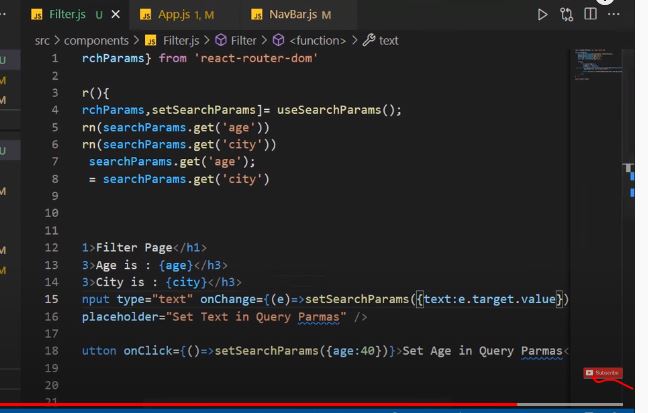 Filter.js U
App.js 1, M
NavBar.js M
src > components > Filter.js > Filter > <function> > text
1 rchParams} from 'react-router-dom'
2
3 r(){
4 rchParams,setSearchParams]= useSearchParams();
5 rn(searchParams.get('age'))
6 rn(searchParams.get('city'))
7 searchParams.get('age');
8 = searchParams.get('city')
9
10
11
12 1>Filter Page</h1>
13 3>Age is : {age}</h3>
14 3>City is : {city}</h3>
15 nput type="text" onChange={(e)=>setSearchParams({text:e.target.value})
16 placeholder="Set Text in Query Parmas" />
17
18 utton onClick={()=>setSearchParams({age:40})}>Set Age in Query Parmas<
19
20
21
Subscribe